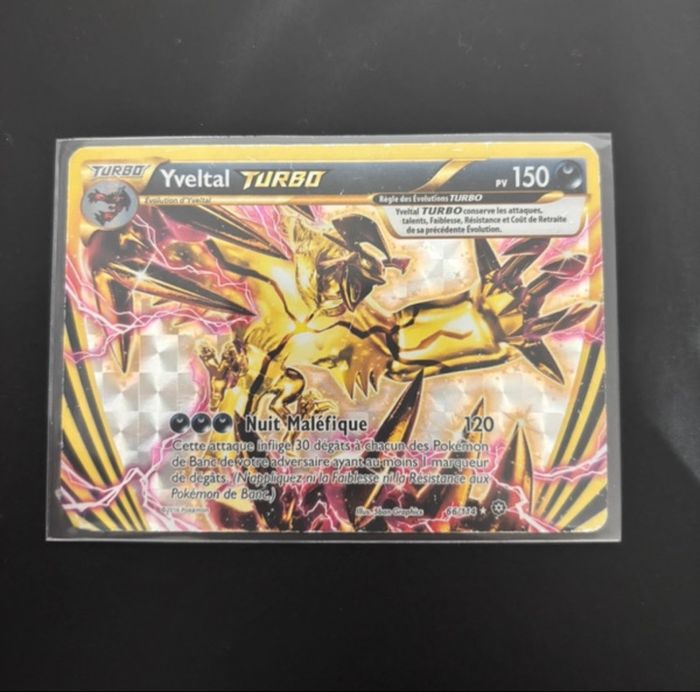 TURBO
Yveltal TURBO
PV 150
Évolution d'Yveltal
Règle des Évolutions TURBO
Yveltal TURBO conserve les attaques,
talents, Faiblesse, Résistance et Coût de Retraite
de sa précédente Évolution.
Nuit Maléfique 120
Cette attaque inflige 30 dégâts à chacun des Pokémon
de Banc de votre adversaire ayant au moins 1 marqueur
de dégâts. (N'appliquez ni la Faiblesse ni la Résistance aux
Pokémon de Banc.)
©2016 Pokémon
Illus. 5ban Graphics
66/114